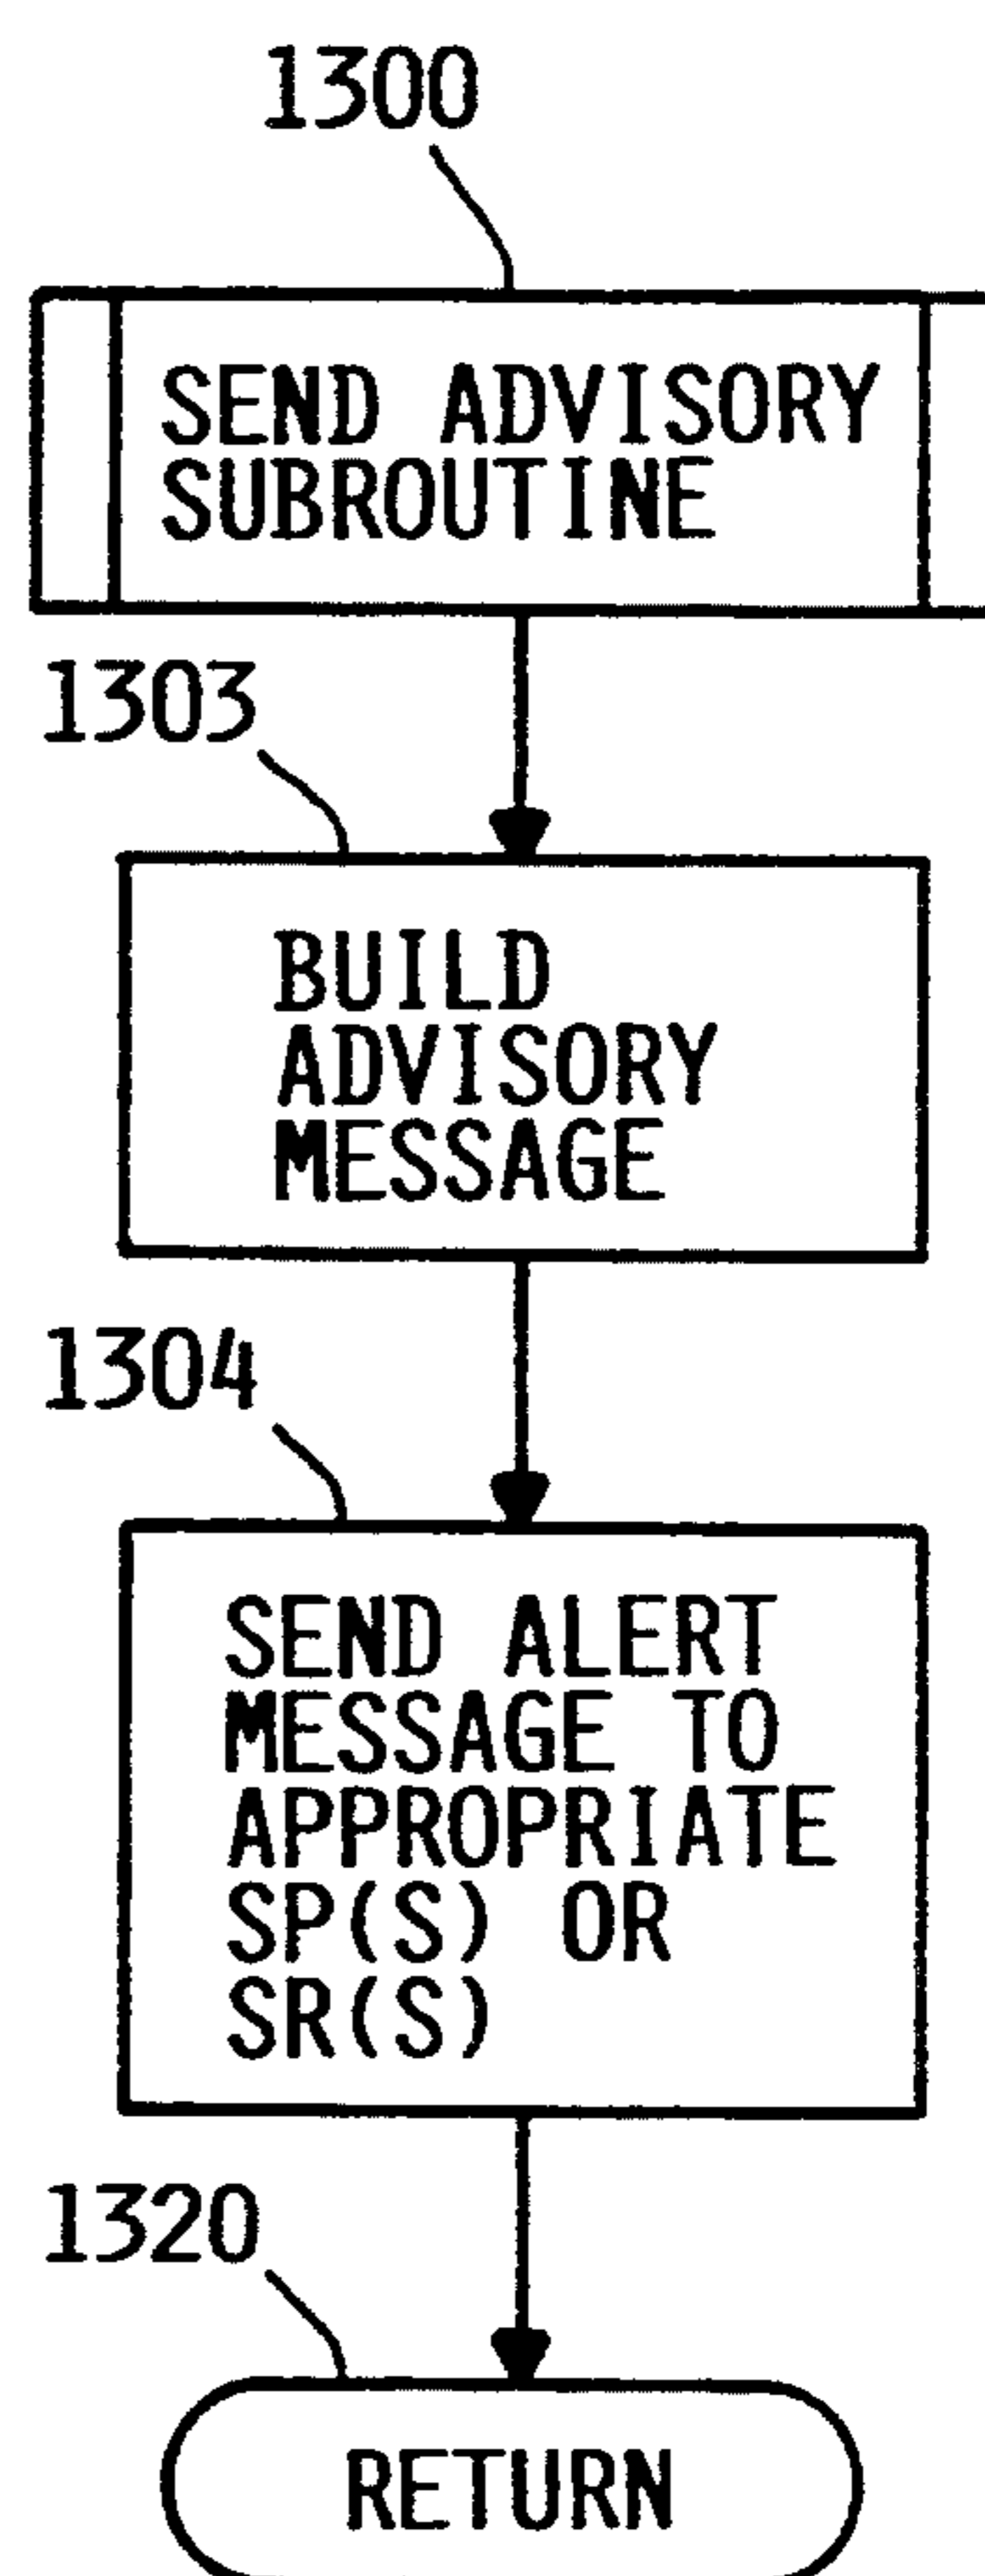 1300
SEND ADVISORY
SUBROUTINE
1303
BUILD
ADVISORY
MESSAGE
1304
SEND ALERT
MESSAGE TO
APPROPRIATE
SP(S) OR
SR(S)
1320
RETURN